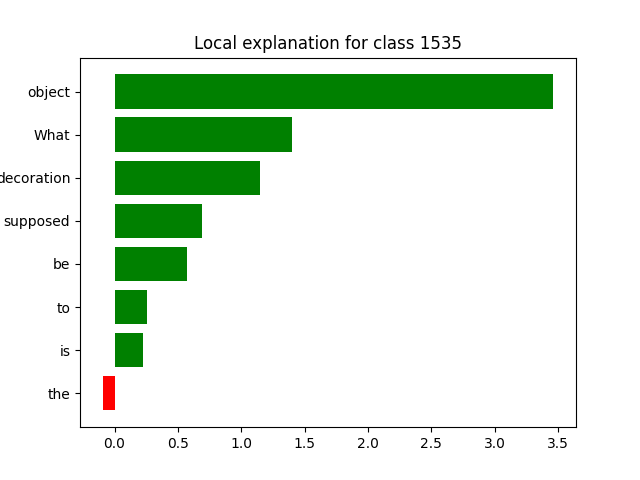 Local explanation for class 1535
object
What
decoration
supposed
be
to
is
the
0.0 0.5 1.0 1.5 2.0 2.5 3.0 3.5